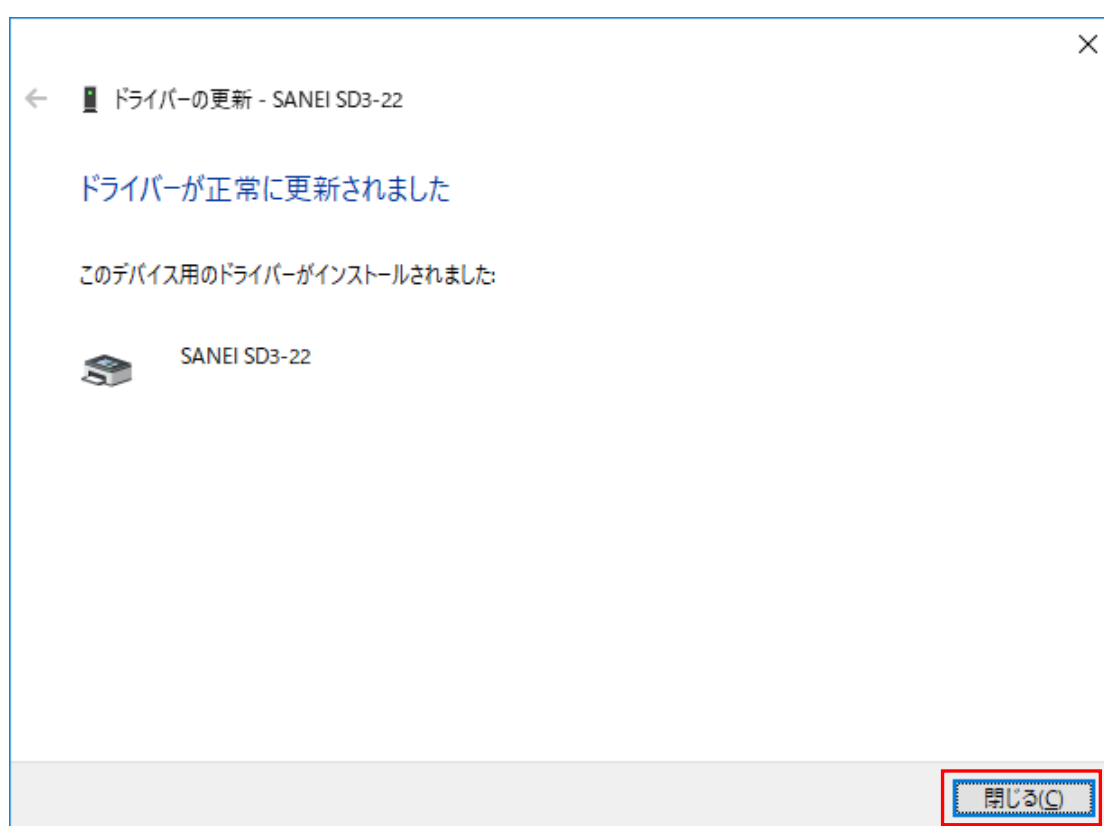 ドライバーの更新 - SANEI SD3-22
ドライバーが正常に更新されました
このデバイス用のドライバーがインストールされました:
SANEI SD3-22
閉じる(C)